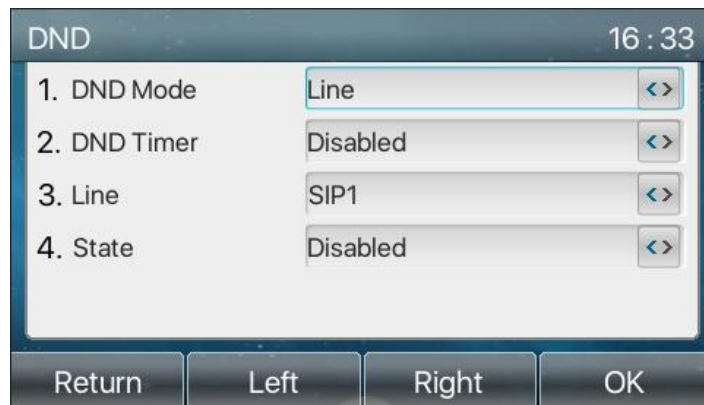 DND 16:33
1. DND Mode Line <>
2. DND Timer Disabled <>
3. Line SIP1 <>
4. State Disabled <>
Return Left Right OK